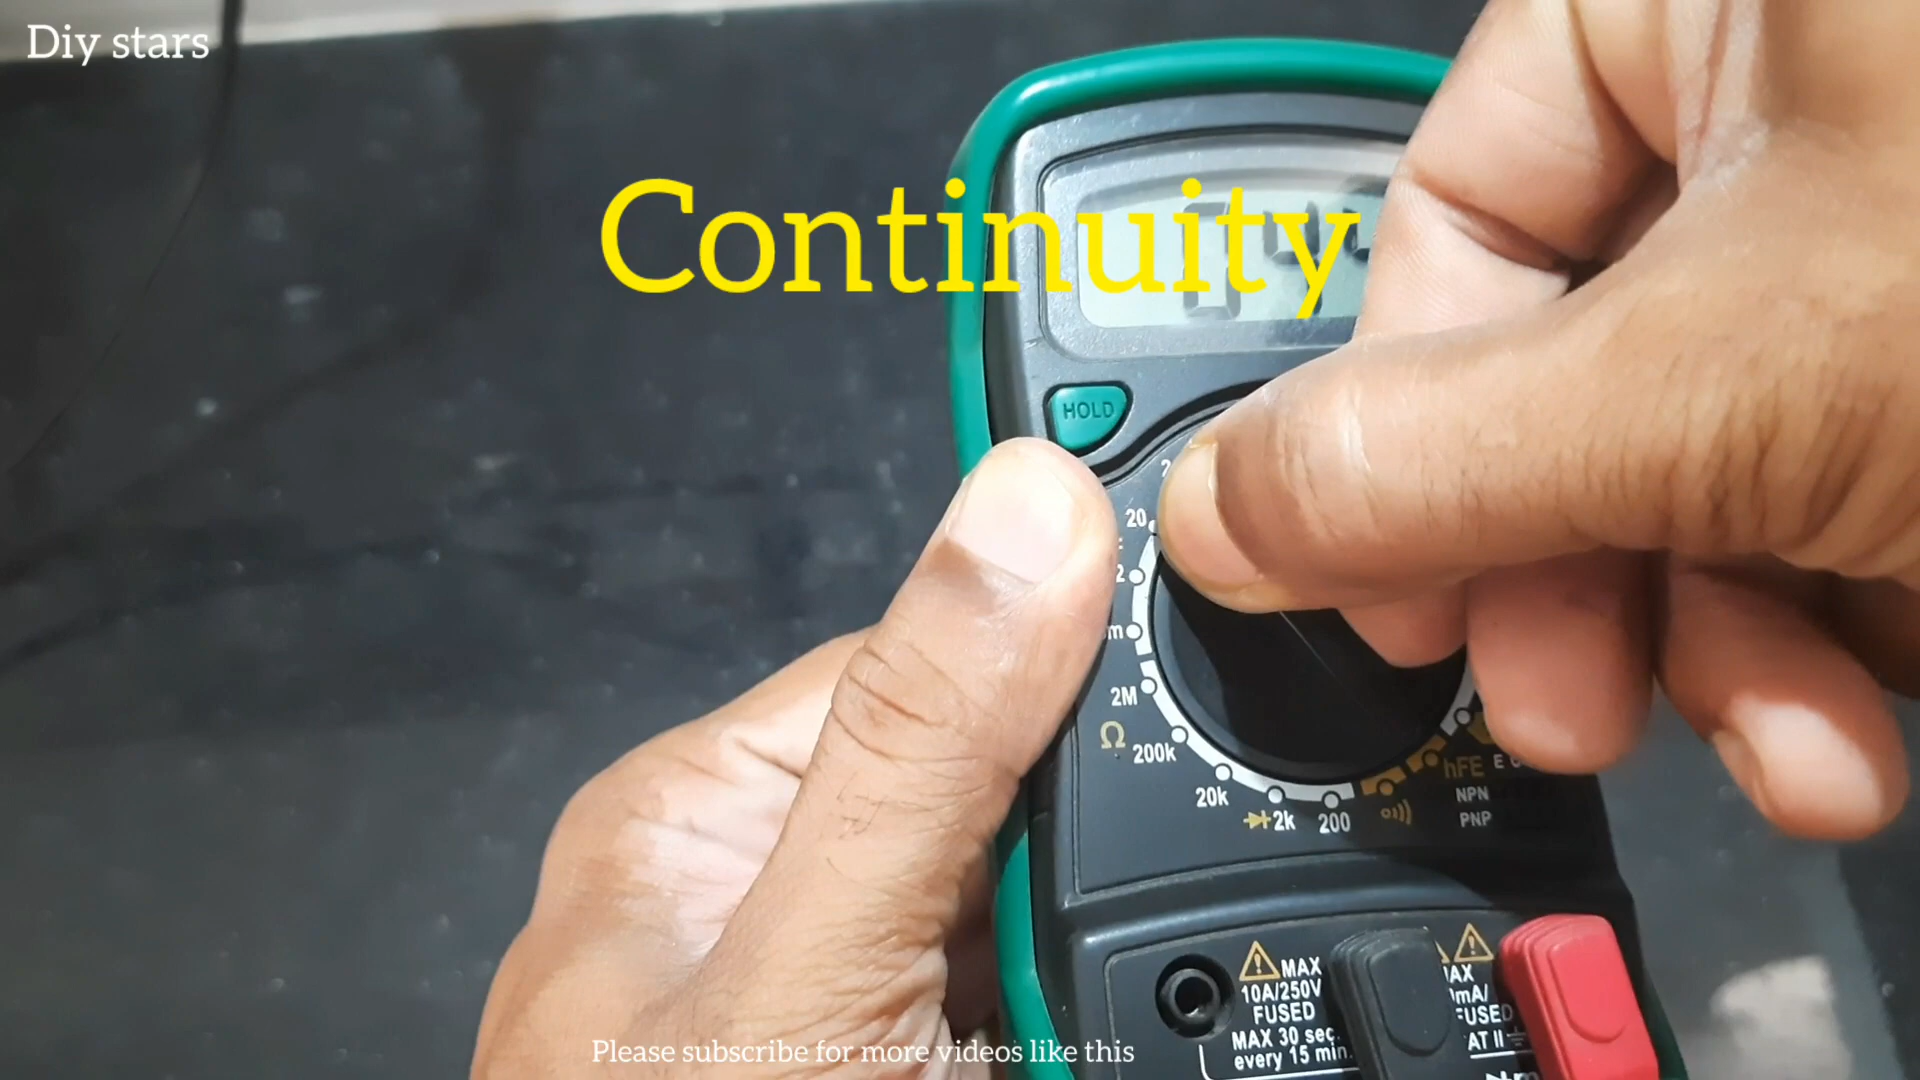 Diy stars
Continuity
HOLD
20
2
m
2M
Ω
200k
20k
2k
200
hFE
NPN
PNP
MAX
10A/250V
FUSED
MAX 30 sec.
every 15 min.
Please subscribe for more videos like this